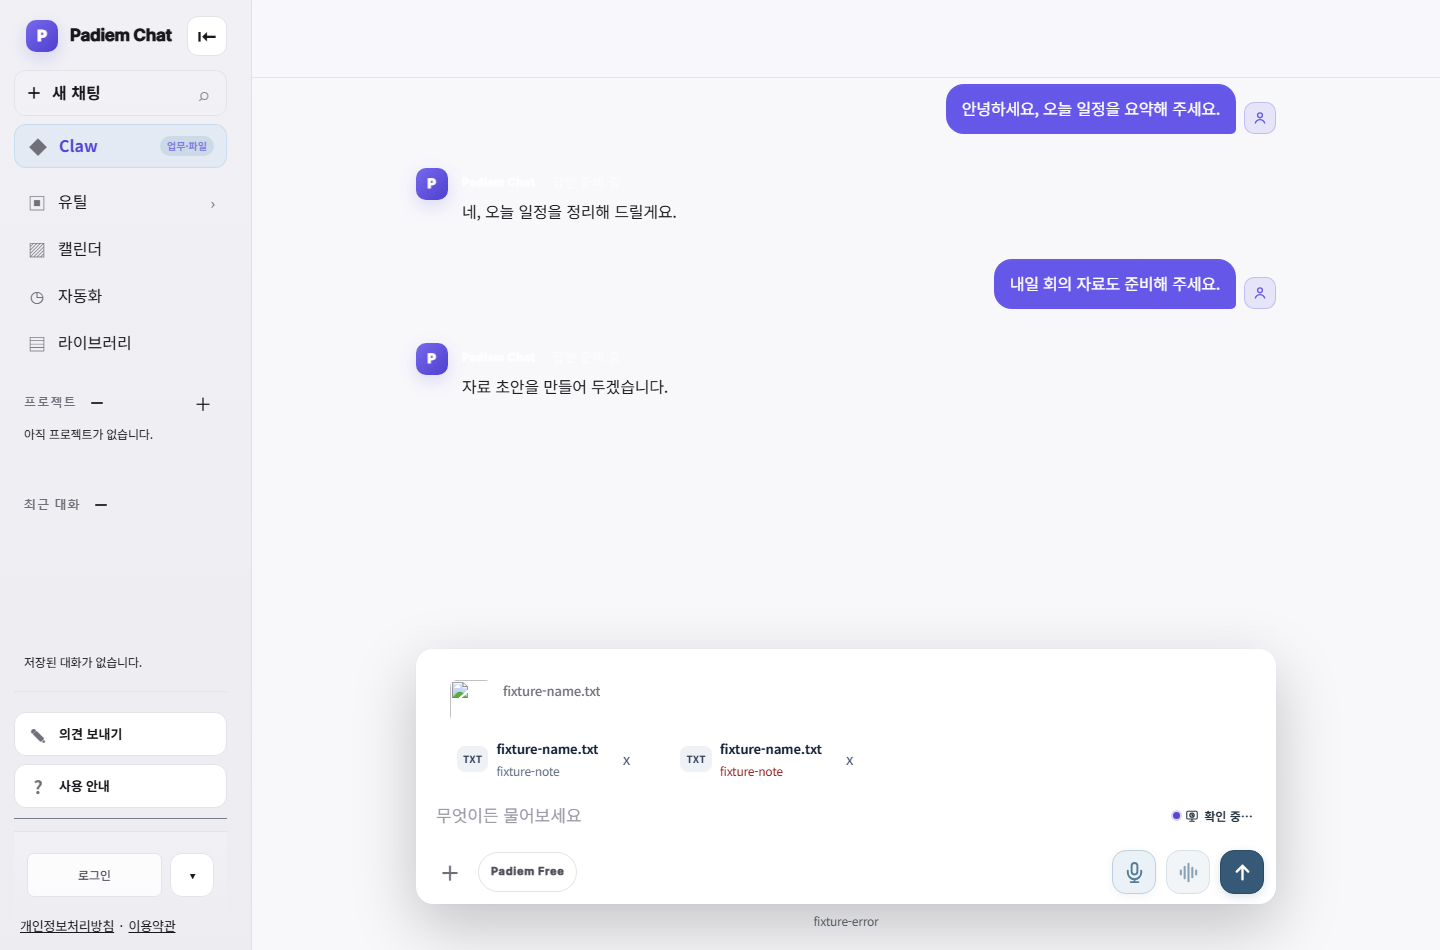 P Padiem Chat
+ 새 채팅
Claw 업무·파일
유틸
캘린더
자동화
라이브러리
프로젝트
아직 프로젝트가 없습니다.
최근 대화
저장된 대화가 없습니다.
의견 보내기
? 사용 안내
로그인
개인정보처리방침 · 이용약관
안녕하세요, 오늘 일정을 요약해 주세요.
P Padiem Chat
네, 오늘 일정을 정리해 드릴게요.
내일 회의 자료도 준비해 주세요.
P Padiem Chat
자료 초안을 만들어 두겠습니다.
fixture-name.txt
TXT fixture-name.txt x
fixture-note
TXT fixture-name.txt x
fixture-note
무엇이든 물어보세요
확인 중…
Padiem Free
fixture-error